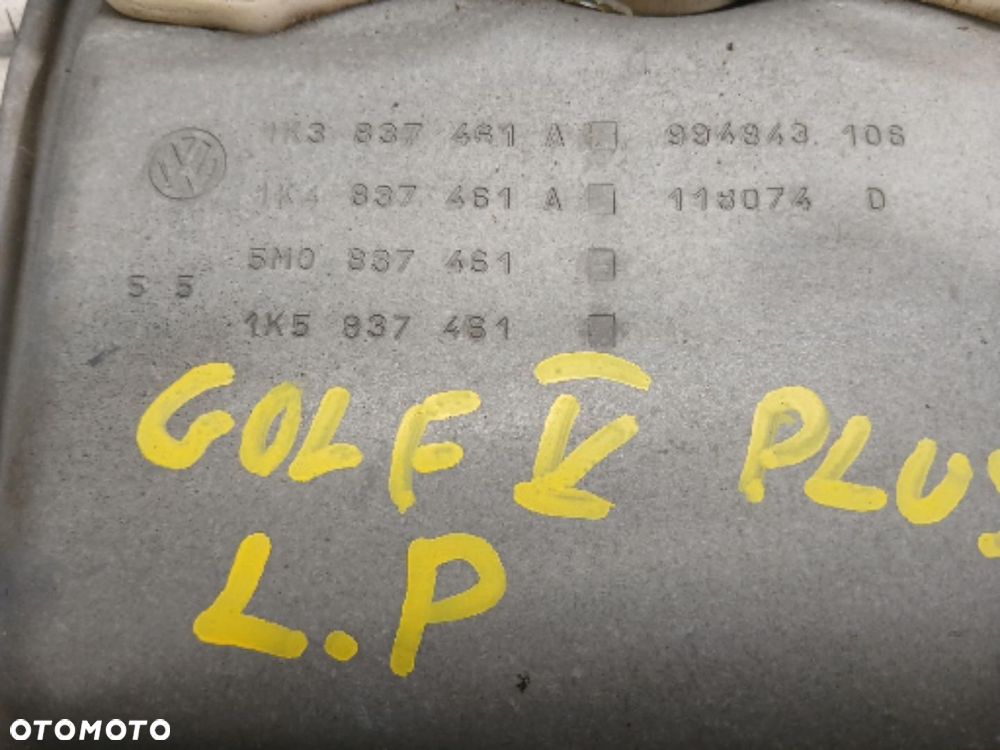 1K3 837 461 A 994843.106
1K4 837 461 A 118074 D
5M0 837 461
5 5
1K5 837 461
GOLF V PLUS
L.P
OTOMOTO